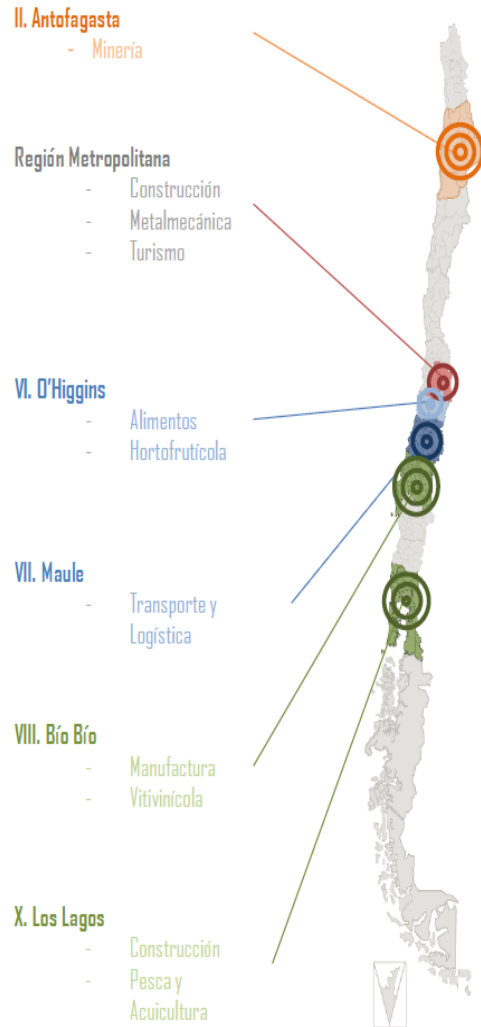 II. Antofagasta
- Minería
Región Metropolitana
- Construcción
- Metalmecánica
- Turismo
VI. O'Higgins
- Alimentos
- Hortofrutícola
VII. Maule
- Transporte y
Logística
VIII. Bío Bío
- Manufactura
- Vitivinícola
X. Los Lagos
- Construcción
- Pesca y
Acuicultura